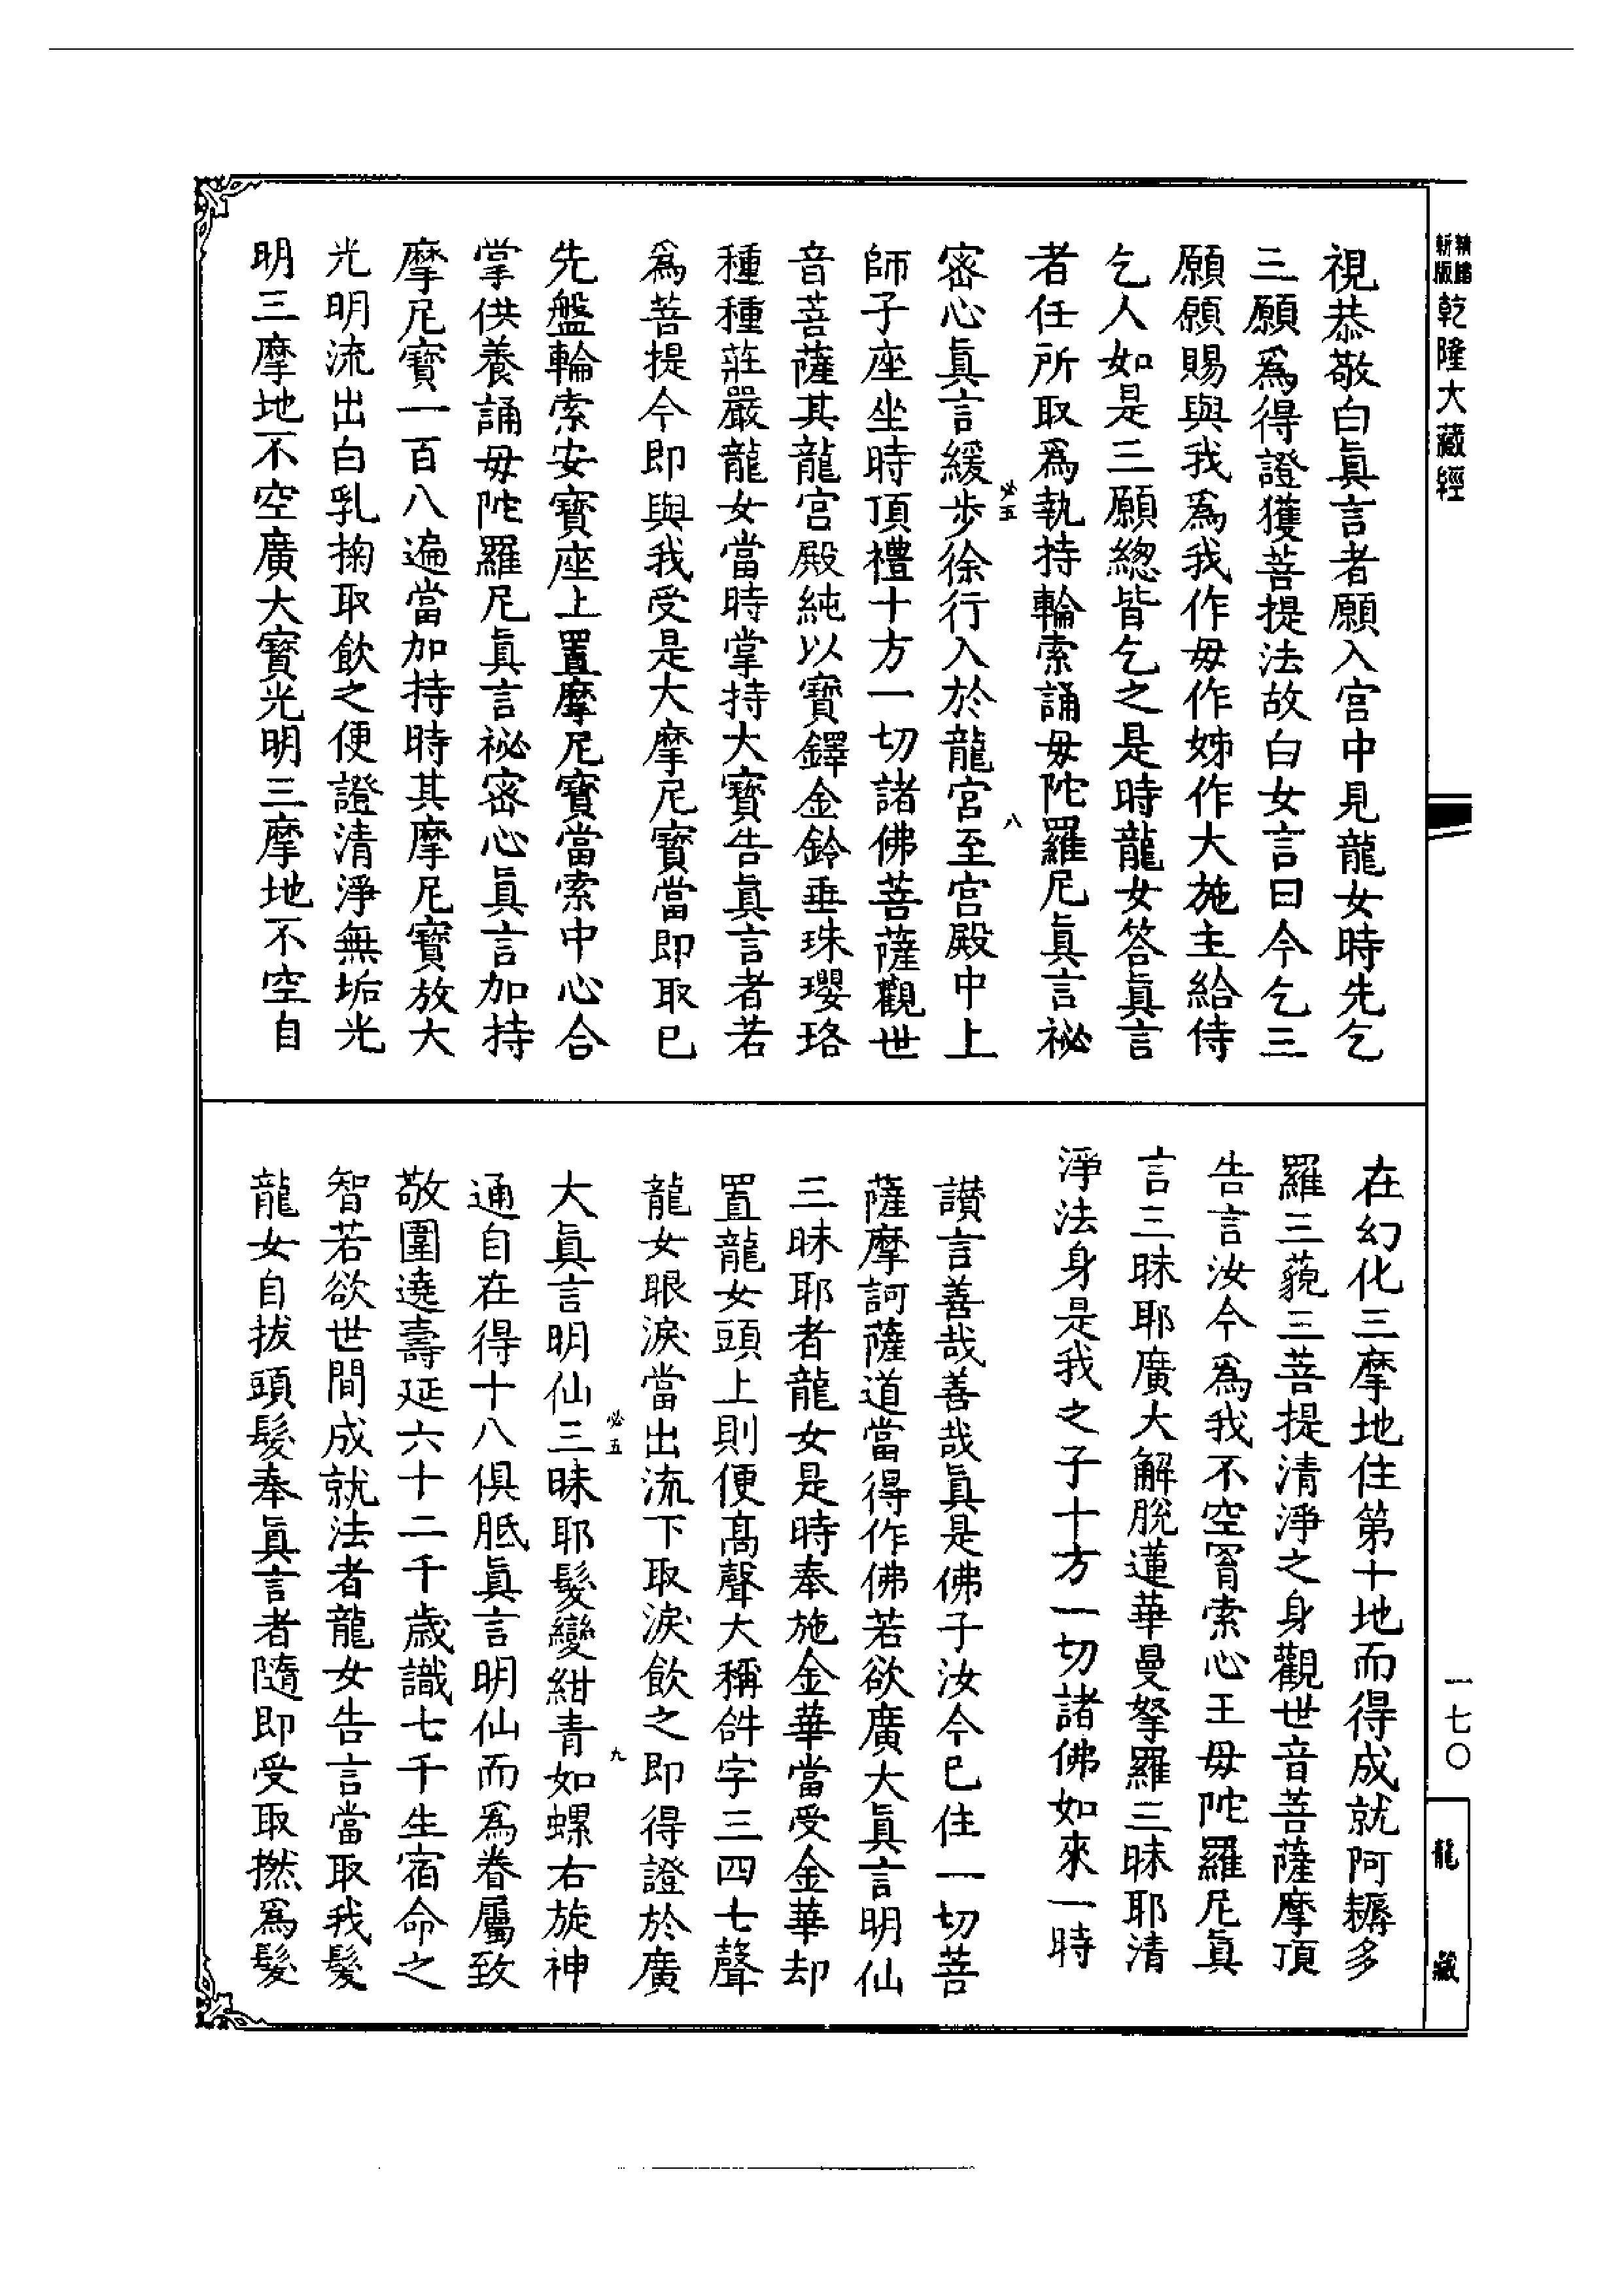 新編
新版
乾隆大藏經
視恭敬白眞言者願入宮中見龍女時先乞
三願爲得證獲菩提法故白女言曰今乞三
願願賜與我爲我作母作姊作大施主給侍
乞人如是三願總皆乞之是時龍女答眞言
者任所取爲執持輪索誦母陀羅尼眞言祕
必五
八
密心眞言緩步徐行入於龍宮至宮殿中上
師子座坐時頂禮十方一切諸佛菩薩觀世
音菩薩其龍宮殿純以寶鐸金鈴垂珠瓔珞
種種莊嚴龍女當時掌持大寶告眞言者若
爲菩提今即與我受是大摩尼寶當即取已
先盤輪索安寶座上置摩尼寶當索中心合
掌供養誦母陀羅尼眞言祕密心眞言加持
摩尼寶一百八遍當加持時其摩尼寶放大
光明流出白乳掬取飲之便證清淨無垢光
明三摩地不空廣大寶光明三摩地不空自
在幻化三摩地住第十地而得成就阿耨多
羅三藐三菩提清淨之身觀世音菩薩摩頂
告言汝今爲我不空罥索心王母陀羅尼眞
言三昧耶廣大解脫蓮華曼拏羅三昧耶清
淨法身是我之子十方一切諸佛如來一時
讚言善哉善哉眞是佛子汝今已住一切菩
薩摩訶薩道當得作佛若欲廣大眞言明仙
三昧耶者龍女是時奉施金華當受金華却
置龍女頭上則便高聲大稱𤙖字三四七聲
龍女眼淚當出流下取淚飲之即得證於廣
必五
九
大眞言明仙三昧耶髮變紺青如螺右旋神
通自在得十八俱胝眞言明仙而爲眷屬致
敬圍遶壽延六十二千歲識七千生宿命之
智若欲世間成就法者龍女告言當取我髮
龍女自拔頭髮奉眞言者隨即受取撚爲髮
一七〇
龍藏